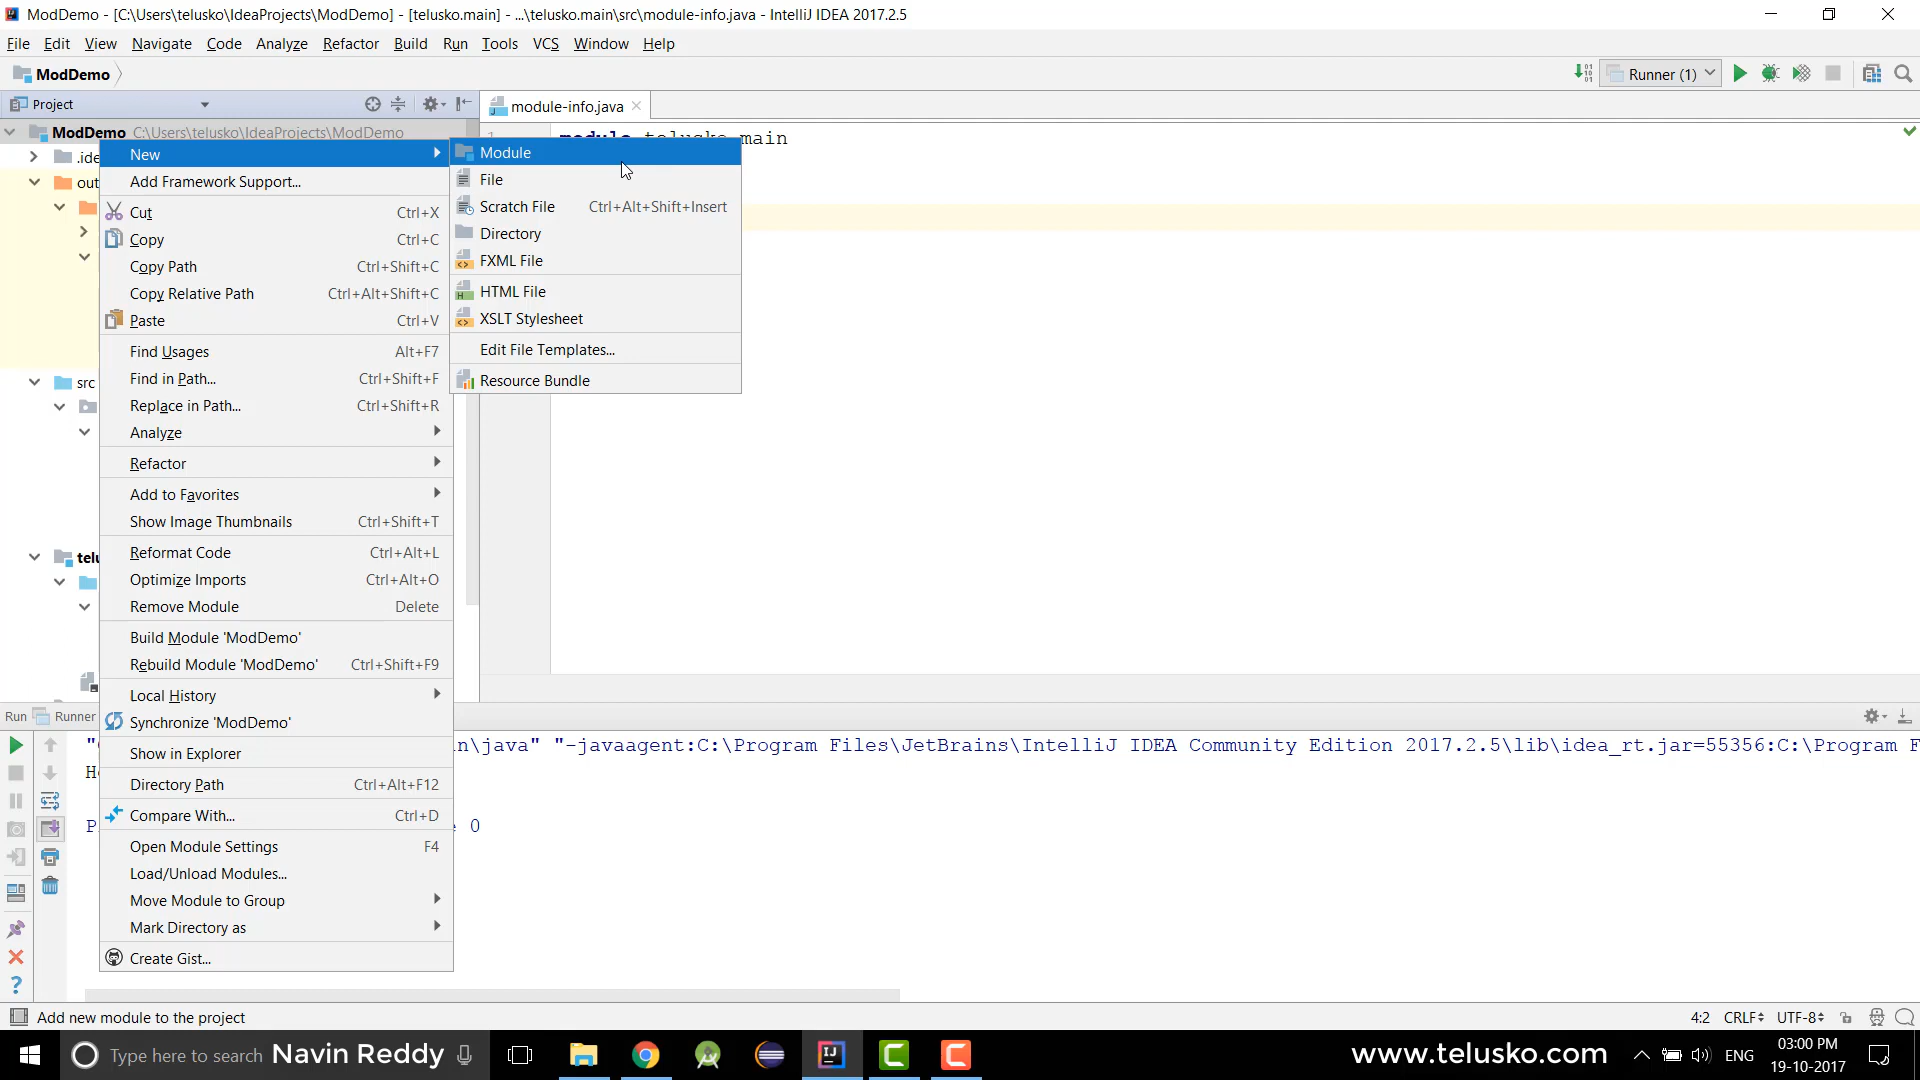 ModDemo - [C:\Users\telusko\IdeaProjects\ModDemo] - [telusko.main] - ...\telusko.main\src\module-info.java - IntelliJ IDEA 2017.2.5
File Edit View Navigate Code Analyze Refactor Build Run Tools VCS Window Help
ModDemo
Runner (1)
Project
module-info.java
ModDemo C:\Users\telusko\IdeaProjects\ModDemo
1 module telusko.main
.ide
out
src
telu
New
Add Framework Support...
Cut Ctrl+X
Copy Ctrl+C
Copy Path Ctrl+Shift+C
Copy Relative Path Ctrl+Alt+Shift+C
Paste Ctrl+V
Find Usages Alt+F7
Find in Path... Ctrl+Shift+F
Replace in Path... Ctrl+Shift+R
Analyze
Refactor
Add to Favorites
Show Image Thumbnails Ctrl+Shift+T
Reformat Code Ctrl+Alt+L
Optimize Imports Ctrl+Alt+O
Remove Module Delete
Build Module 'ModDemo'
Rebuild Module 'ModDemo' Ctrl+Shift+F9
Local History
Synchronize 'ModDemo'
Show in Explorer
Directory Path Ctrl+Alt+F12
Compare With... Ctrl+D
Open Module Settings F4
Load/Unload Modules...
Move Module to Group
Mark Directory as
Create Gist...
Module
File
Scratch File Ctrl+Alt+Shift+Insert
Directory
FXML File
HTML File
XSLT Stylesheet
Edit File Templates...
Resource Bundle
Run Runner
n\java" "-javaagent:C:\Program Files\JetBrains\IntelliJ IDEA Community Edition 2017.2.5\lib\idea_rt.jar=55356:C:\Program F
He
P
0
Add new module to the project
4:2 CRLF UTF-8
Type here to search Navin Reddy
www.telusko.com
ENG
03:00 PM
19-10-2017